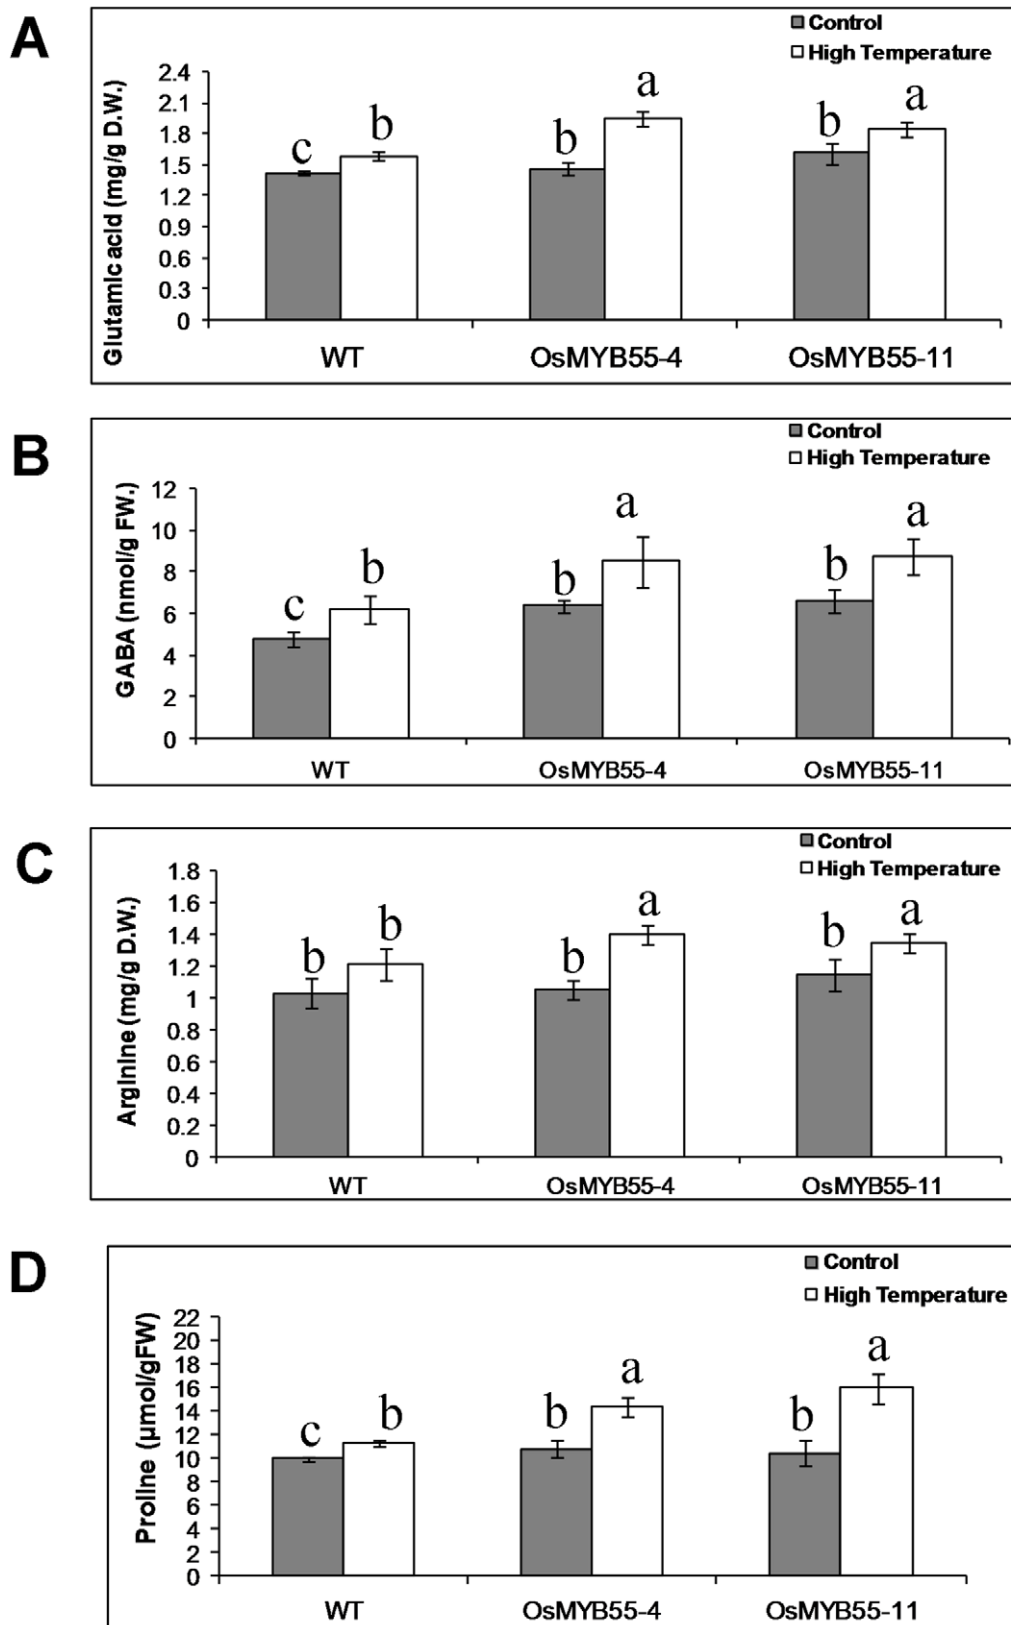 A
Control
High Temperature
Glutamic acid (mg/g D.W.)
2.4
2.1
1.8
1.5
1.2
0.9
0.6
0.3
0
c
b
b
a
b
a
WT
OsMYB55-4
OsMYB55-11
B
Control
High Temperature
GABA (nmol/g FW.)
12
10
8
6
4
2
0
c
b
b
a
b
a
WT
OsMYB55-4
OsMYB55-11
C
Control
High Temperature
Arginine (mg/g D.W.)
1.8
1.6
1.4
1.2
1
0.8
0.6
0.4
0.2
0
b
b
b
a
b
a
WT
OsMYB55-4
OsMYB55-11
D
Control
High Temperature
Proline (µmol/gFW)
22
20
18
16
14
12
10
8
6
4
2
0
c
b
b
a
b
a
WT
OsMYB55-4
OsMYB55-11